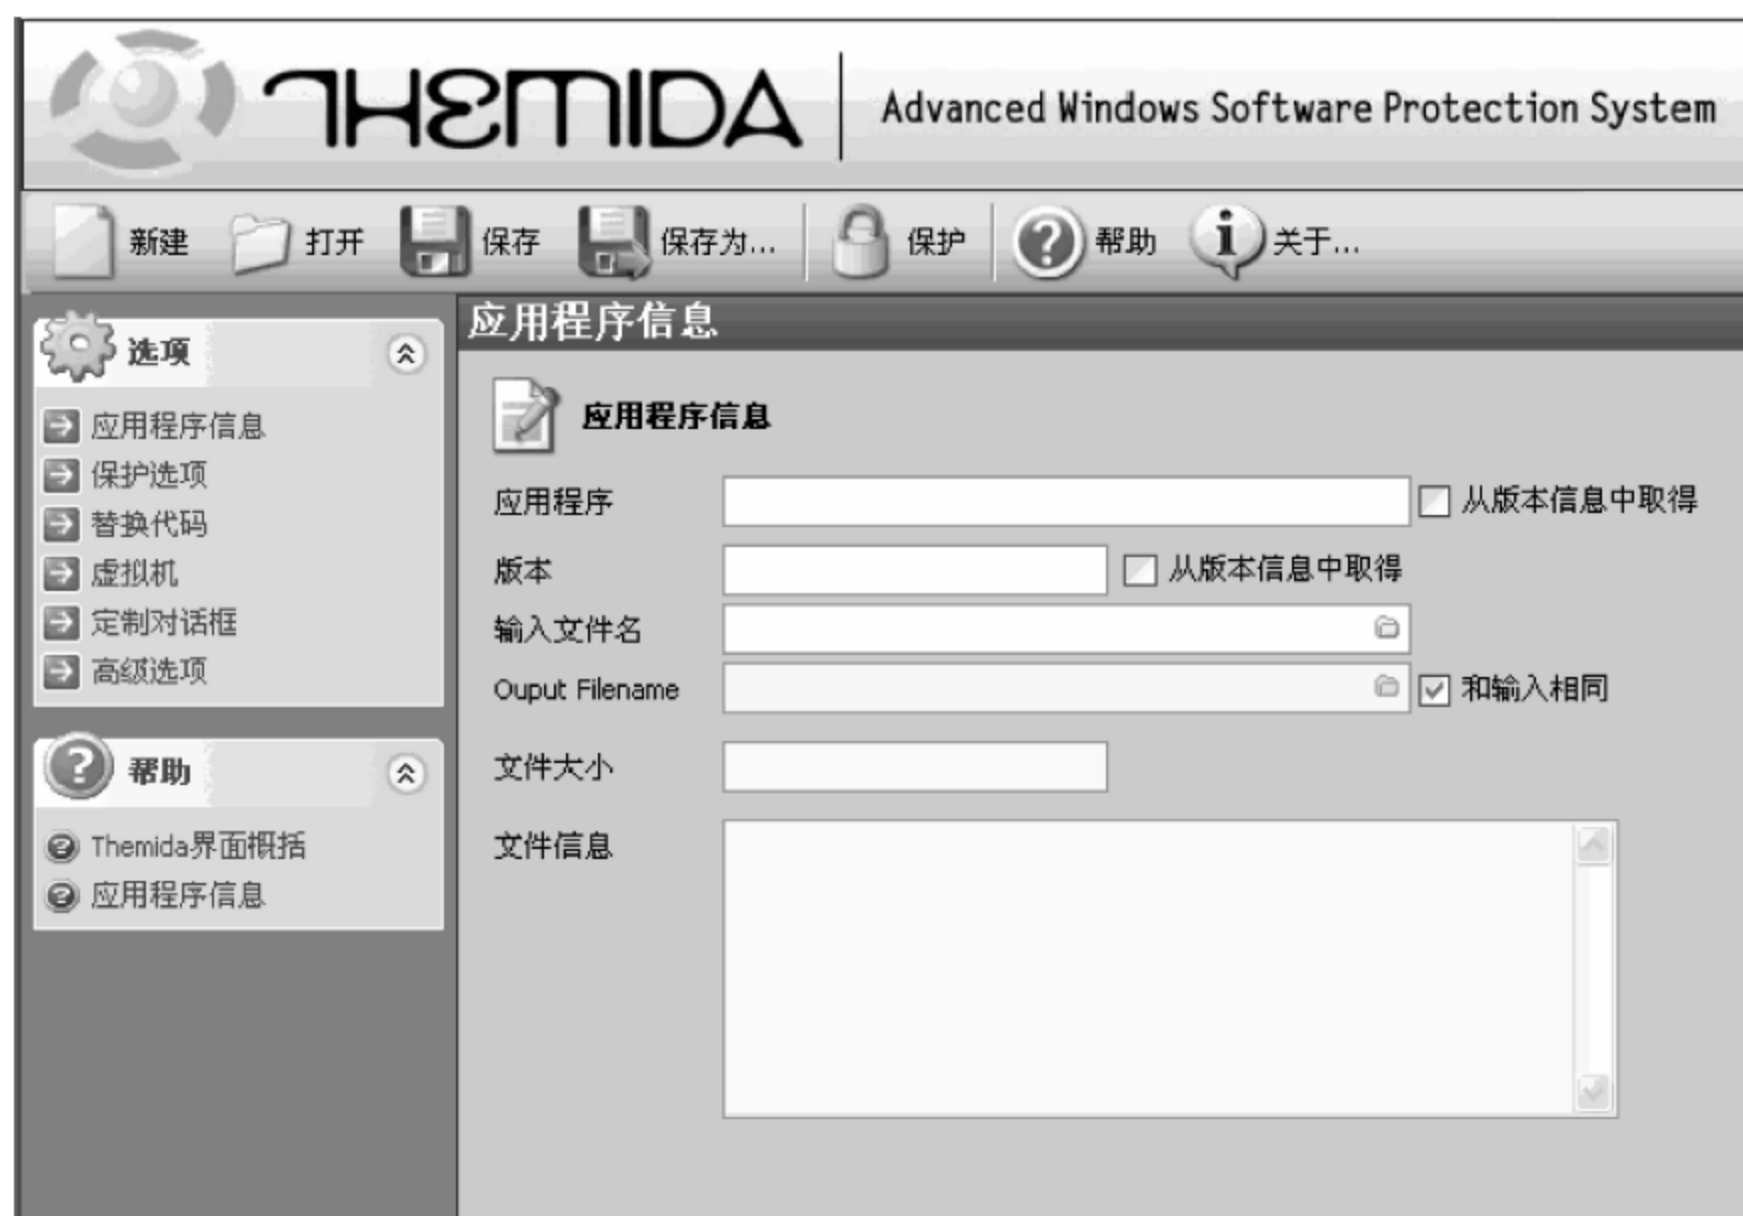 THEMIDA Advanced Windows Software Protection System
新建 打开 保存 保存为... 保护 帮助 关于...
应用程序信息
选项
应用程序信息
保护选项
替换代码
虚拟机
定制对话框
高级选项
帮助
Themida界面概括
应用程序信息
应用程序信息
应用程序 从版本信息中取得
版本 从版本信息中取得
输入文件名
Ouput Filename 和输入相同
文件大小
文件信息